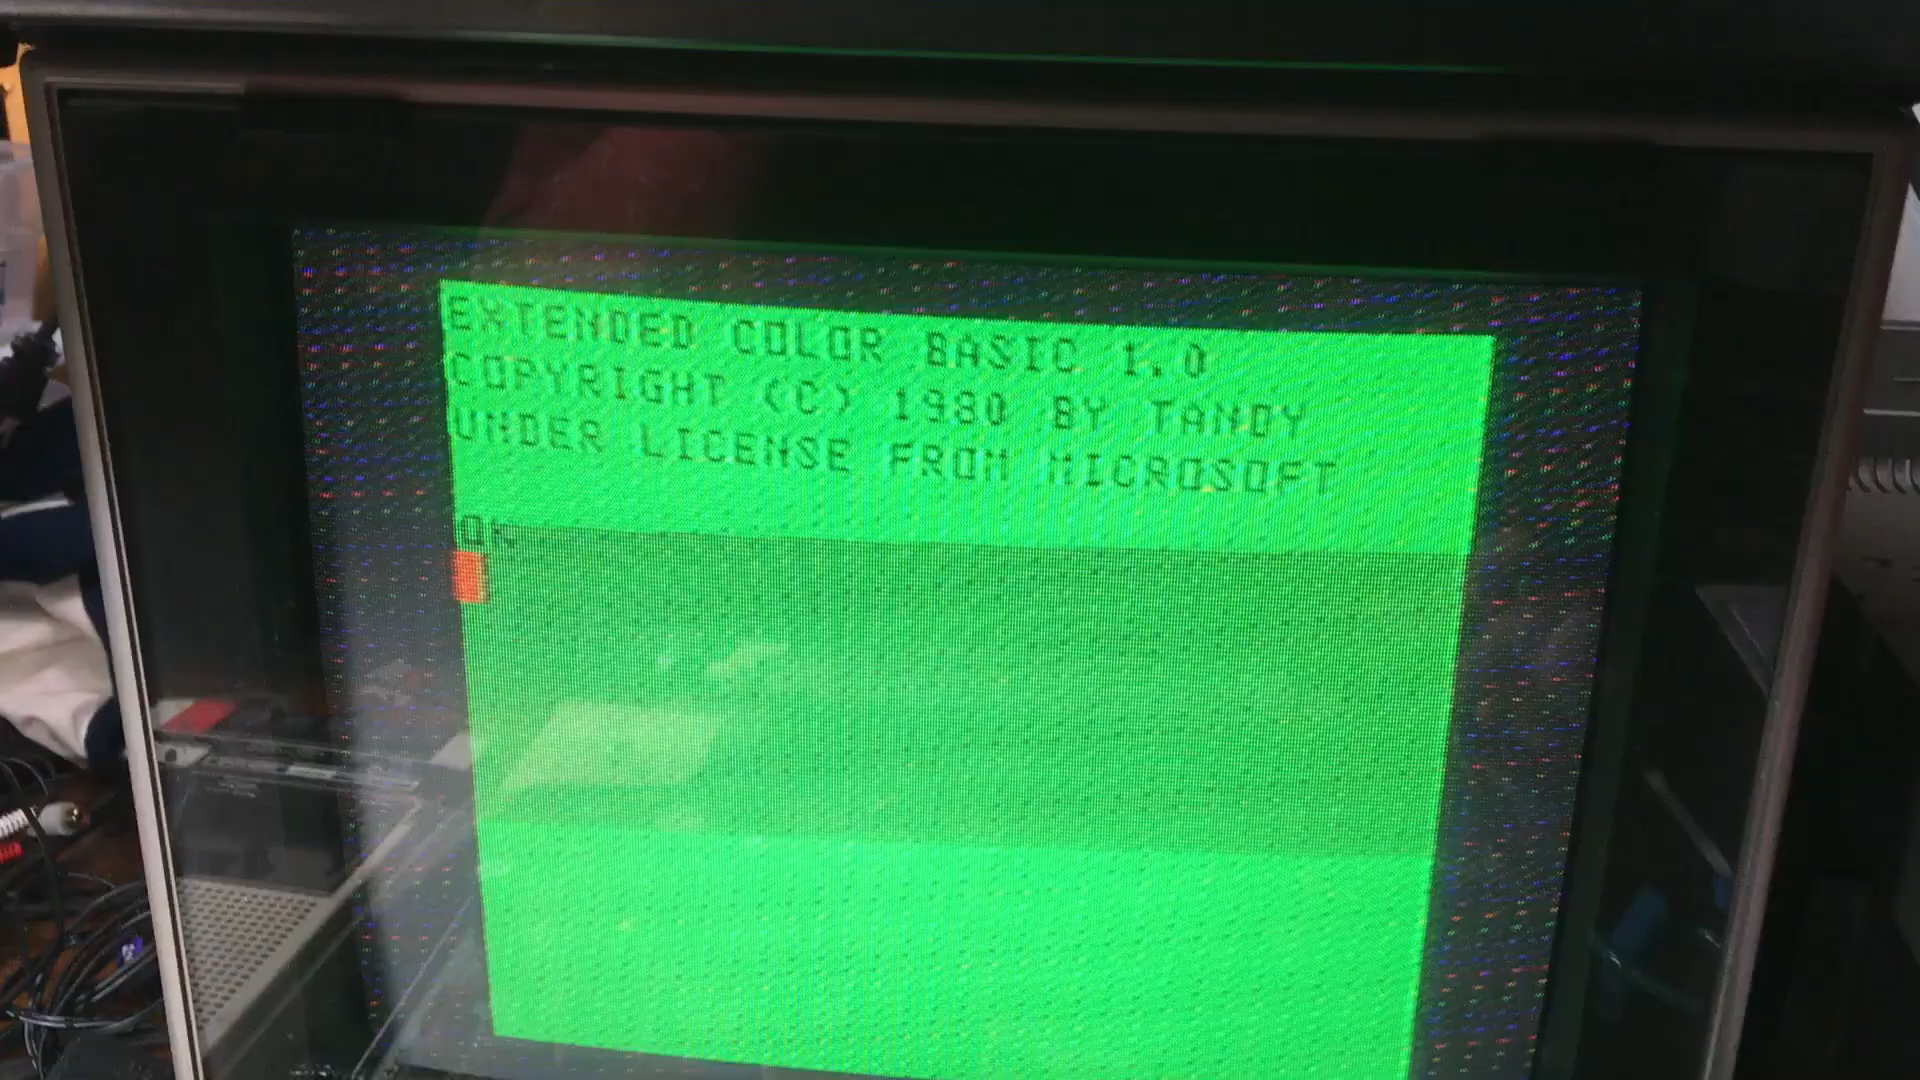 EXTENDED COLOR BASIC 1.0
COPYRIGHT (C) 1980 BY TANDY
UNDER LICENSE FROM MICROSOFT
OK